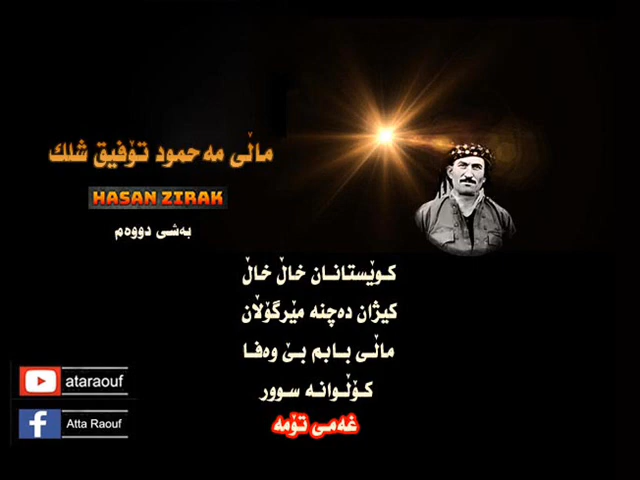 ماڵی مەحمود تۆفیق شلك
HASAN ZIRAK
بەشی دووەم
کوێستانان خاڵ خاڵ
کیژان دەچنە مێرگۆڵان
ماڵی بابم بێ وەفا
کۆڵوانە سوور
غەمی تۆمە
ataraouf
Atta Raouf